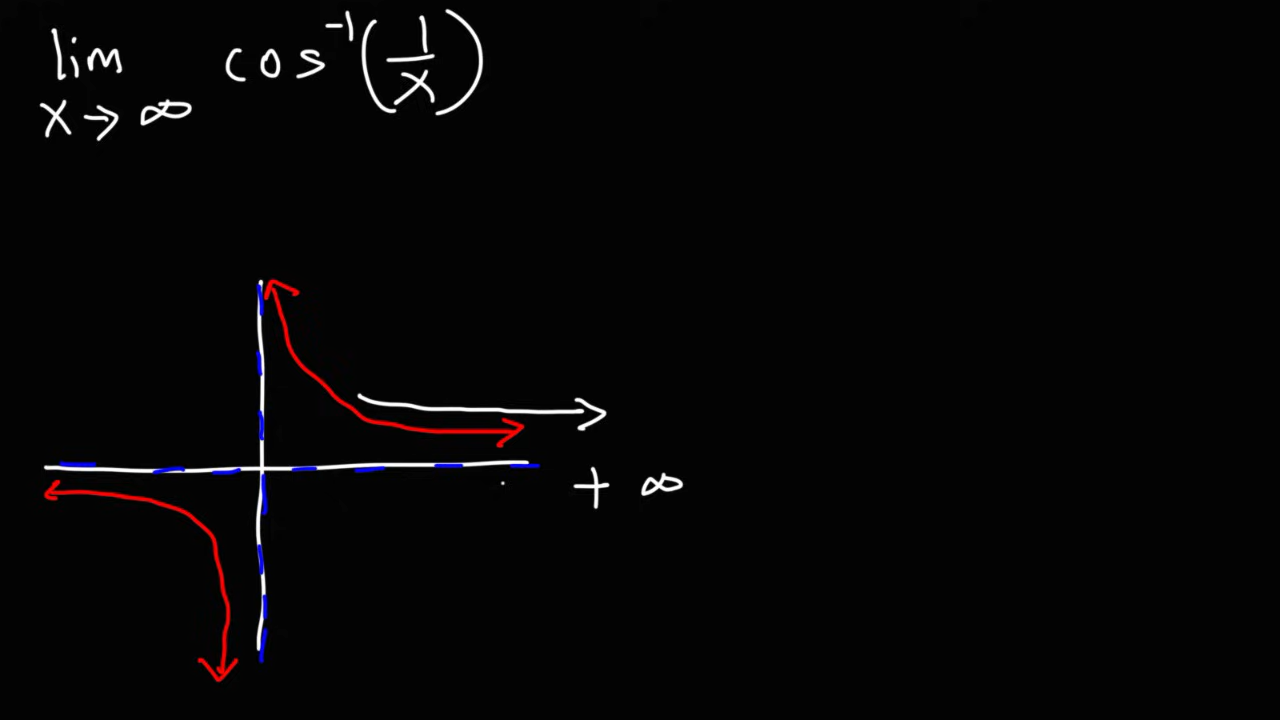 lim cos⁻¹(1/x)
x → ∞
+ ∞